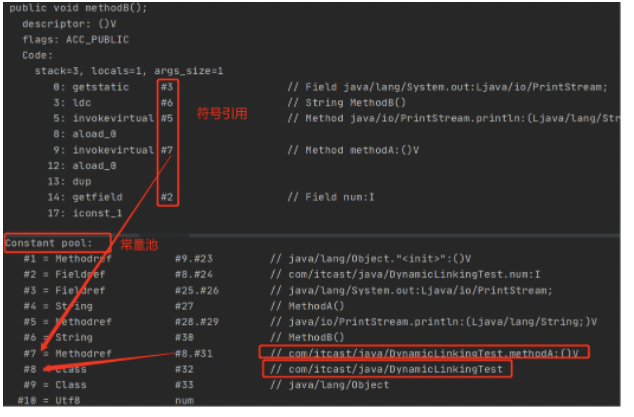 public void methodB();
descriptor: ()V
flags: ACC_PUBLIC
Code:
stack=3, locals=1, args_size=1
0: getstatic #3 // Field java/lang/System.out:Ljava/io/PrintStream;
3: ldc #6 // String MethodB()
5: invokevirtual #5 // Method java/io/PrintStream.println:(Ljava/lang/Str
符号引用
8: aload_0
9: invokevirtual #7 // Method methodA:()V
12: aload_0
13: dup
14: getfield #2 // Field num:I
17: iconst_1
Constant pool: 常量池
#1 = Methodref #9.#23 // java/lang/Object."<init>":()V
#2 = Fieldref #8.#24 // com/itcast/java/DynamicLinkingTest.num:I
#3 = Fieldref #25.#26 // java/lang/System.out:Ljava/io/PrintStream;
#4 = String #27 // MethodA()
#5 = Methodref #28.#29 // java/io/PrintStream.println:(Ljava/lang/String;)V
#6 = String #30 // MethodB()
#7 = Methodref #8.#31 // com/itcast/java/DynamicLinkingTest.methodA:()V
#8 = Class #32 // com/itcast/java/DynamicLinkingTest
#9 = Class #33 // java/lang/Object
#10 = Utf8 num